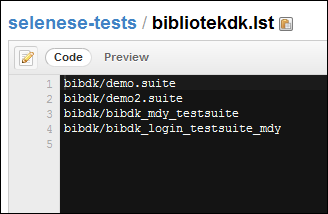 selenese-tests / bibliotekdk.lst
Code Preview
1 bibdk/demo.suite
2 bibdk/demo2.suite
3 bibdk/bibdk_mdy_testsuite
4 bibdk/bibdk_login_testsuite_mdy
5